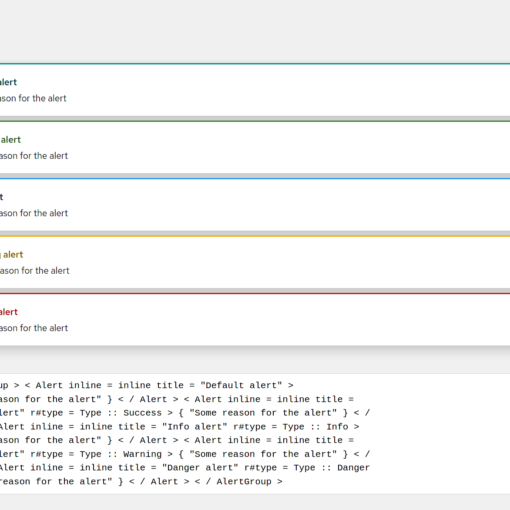 alert
ason for the alert
alert
ason for the alert
t
ason for the alert
alert
ason for the alert
alert
ason for the alert
up > < Alert inline = inline title = "Default alert" >
ason for the alert" } < / Alert > < Alert inline = inline title =
lert" r#type = Type :: Success > { "Some reason for the alert" } < /
Alert inline = inline title = "Info alert" r#type = Type :: Info >
ason for the alert" } < / Alert > < Alert inline = inline title =
lert" r#type = Type :: Warning > { "Some reason for the alert" } < /
Alert inline = inline title = "Danger alert" r#type = Type :: Danger
reason for the alert" } < / Alert > < / AlertGroup >